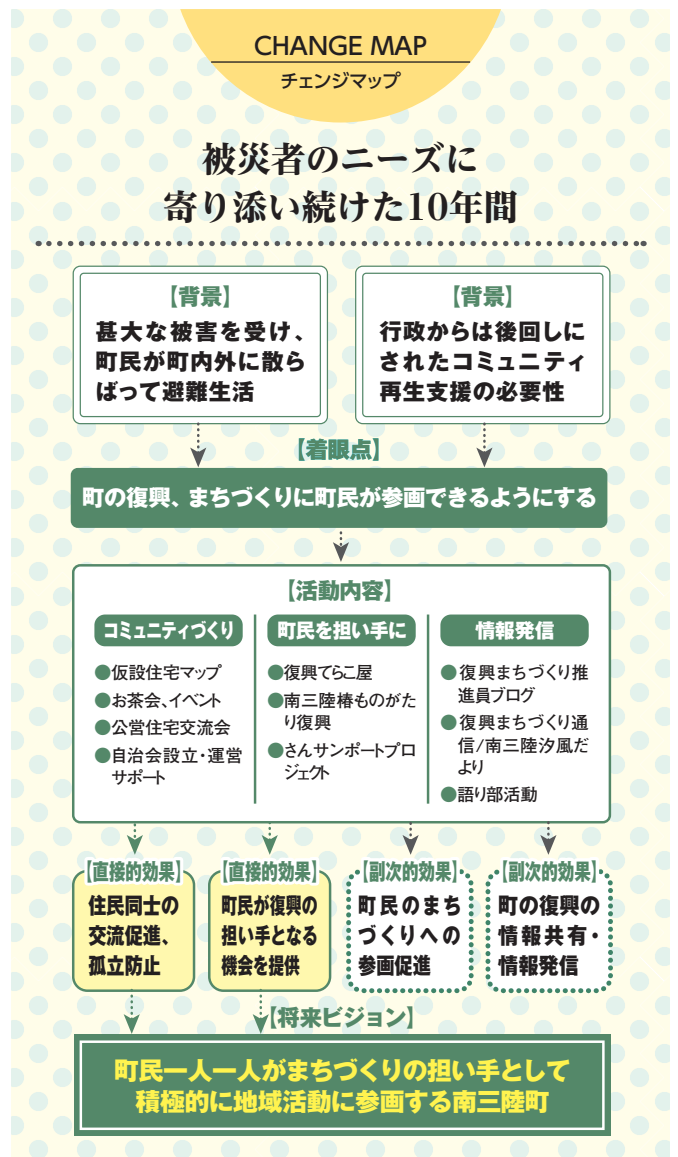 CHANGE MAP
チェンジマップ
被災者のニーズに
寄り添い続けた10年間
【背景】
甚大な被害を受け、
町民が町内外に散ら
ばって避難生活
【背景】
行政からは後回しに
されたコミュニティ
再生支援の必要性
【着眼点】
町の復興、まちづくりに町民が参画できるようにする
【活動内容】
コミュニティづくり
●仮設住宅マップ
●お茶会、イベント
●公営住宅交流会
●自治会設立・運営
サポート
町民を担い手に
●復興てらこ屋
●南三陸椿ものがた
り復興
●さんサンポートプロ
ジェクト
情報発信
●復興まちづくり推
進員ブログ
●復興まちづくり通
信/南三陸汐風だ
より
●語り部活動
【直接的効果】
住民同士の
交流促進、
孤立防止
【直接的効果】
町民が復興の
担い手となる
機会を提供
【副次的効果】
町民のまち
づくりへの
参画促進
【副次的効果】
町の復興の
情報共有・
情報発信
【将来ビジョン】
町民一人一人がまちづくりの担い手として
積極的に地域活動に参画する南三陸町